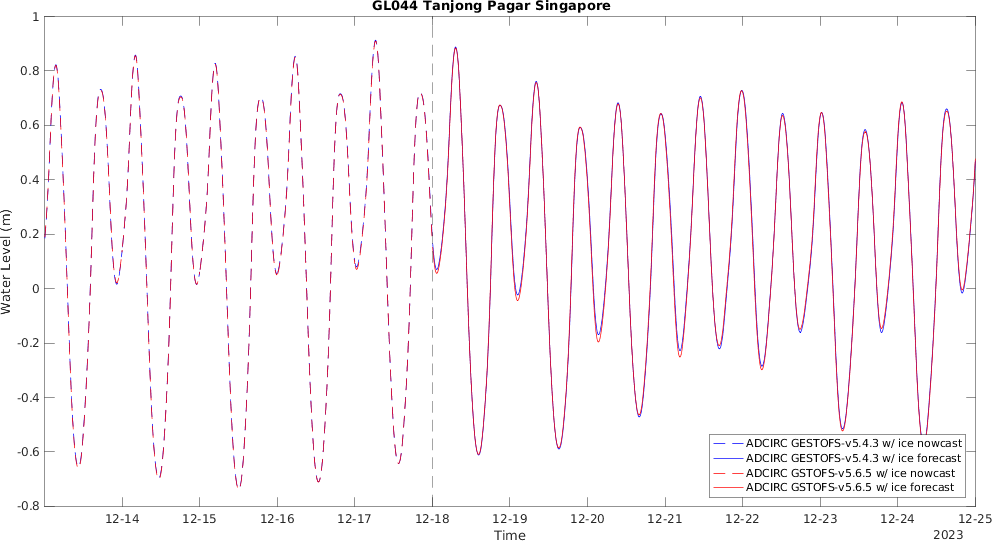 GL044 Tanjong Pagar Singapore
1
0.8
0.6
0.4
0.2
0
-0.2
-0.4
-0.6
-0.8
Water Level (m)
12-14 12-15 12-16 12-17 12-18 12-19 12-20 12-21 12-22 12-23 12-24 12-25
Time
2023
ADCIRC GESTOFS-v5.4.3 w/ ice nowcast
ADCIRC GESTOFS-v5.4.3 w/ ice forecast
ADCIRC GSTOFS-v5.6.5 w/ ice nowcast
ADCIRC GSTOFS-v5.6.5 w/ ice forecast